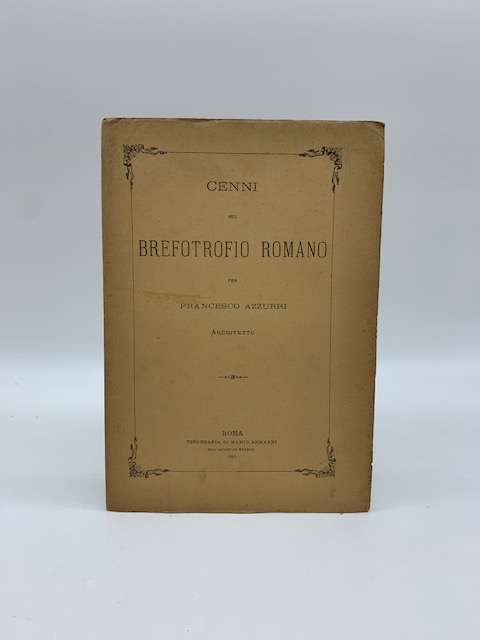 CENNI
SUL
BREFOTROFIO ROMANO
PER
FRANCESCO AZZURRI
ARCHITETTO
ROMA
TIPOGRAFIA DI MARIO ARMANNI